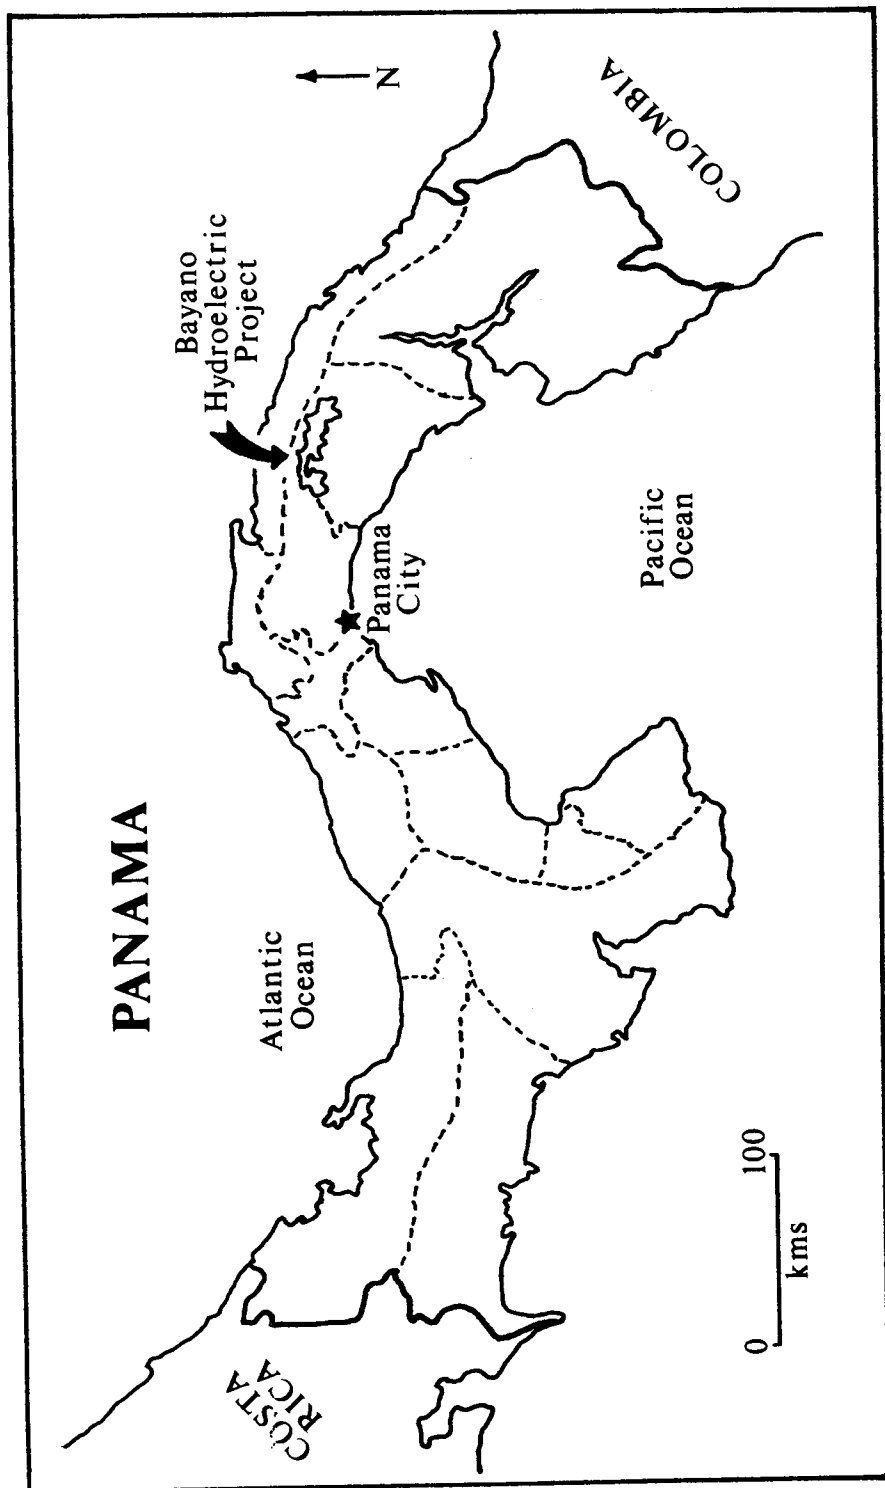 PANAMA
N
Bayano
Hydroelectric
Project
Atlantic
Ocean
COSTA
RICA
Panama
City
COLOMBIA
Pacific
Ocean
0 100
kms